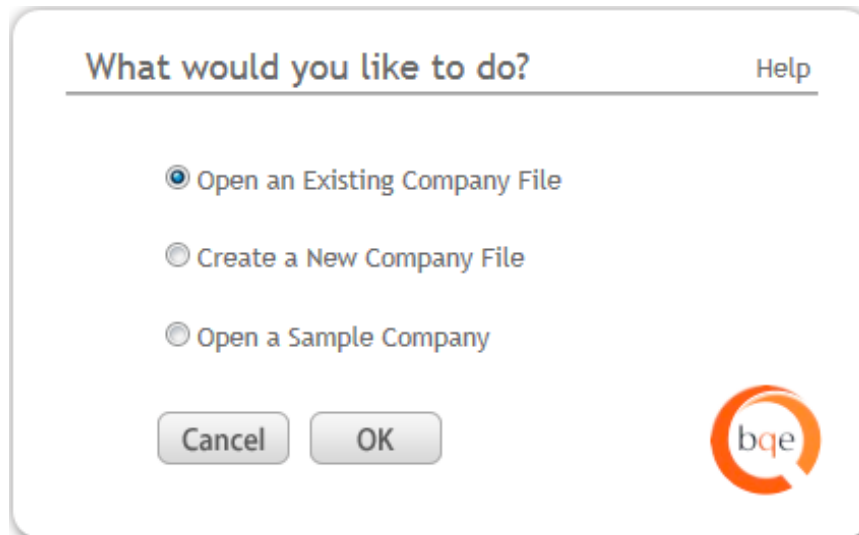 What would you like to do?
Help
Open an Existing Company File
Create a New Company File
Open a Sample Company
Cancel
OK
bqe